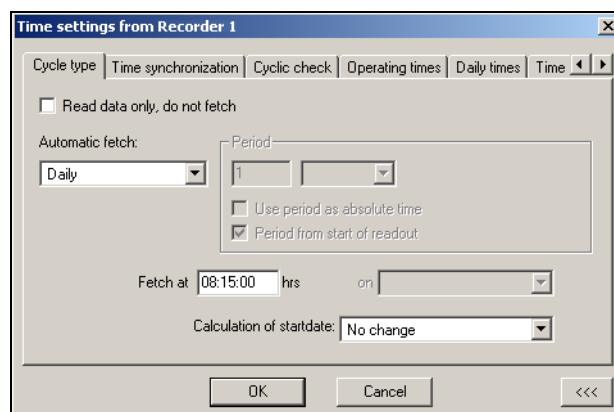 Time settings from Recorder 1
Cycle type Time synchronization Cyclic check Operating times Daily times Time
Read data only, do not fetch
Automatic fetch:
Period
Daily
1
Use period as absolute time
Period from start of readout
Fetch at 08:15:00 hrs on
Calculation of startdate: No change
OK Cancel <<<